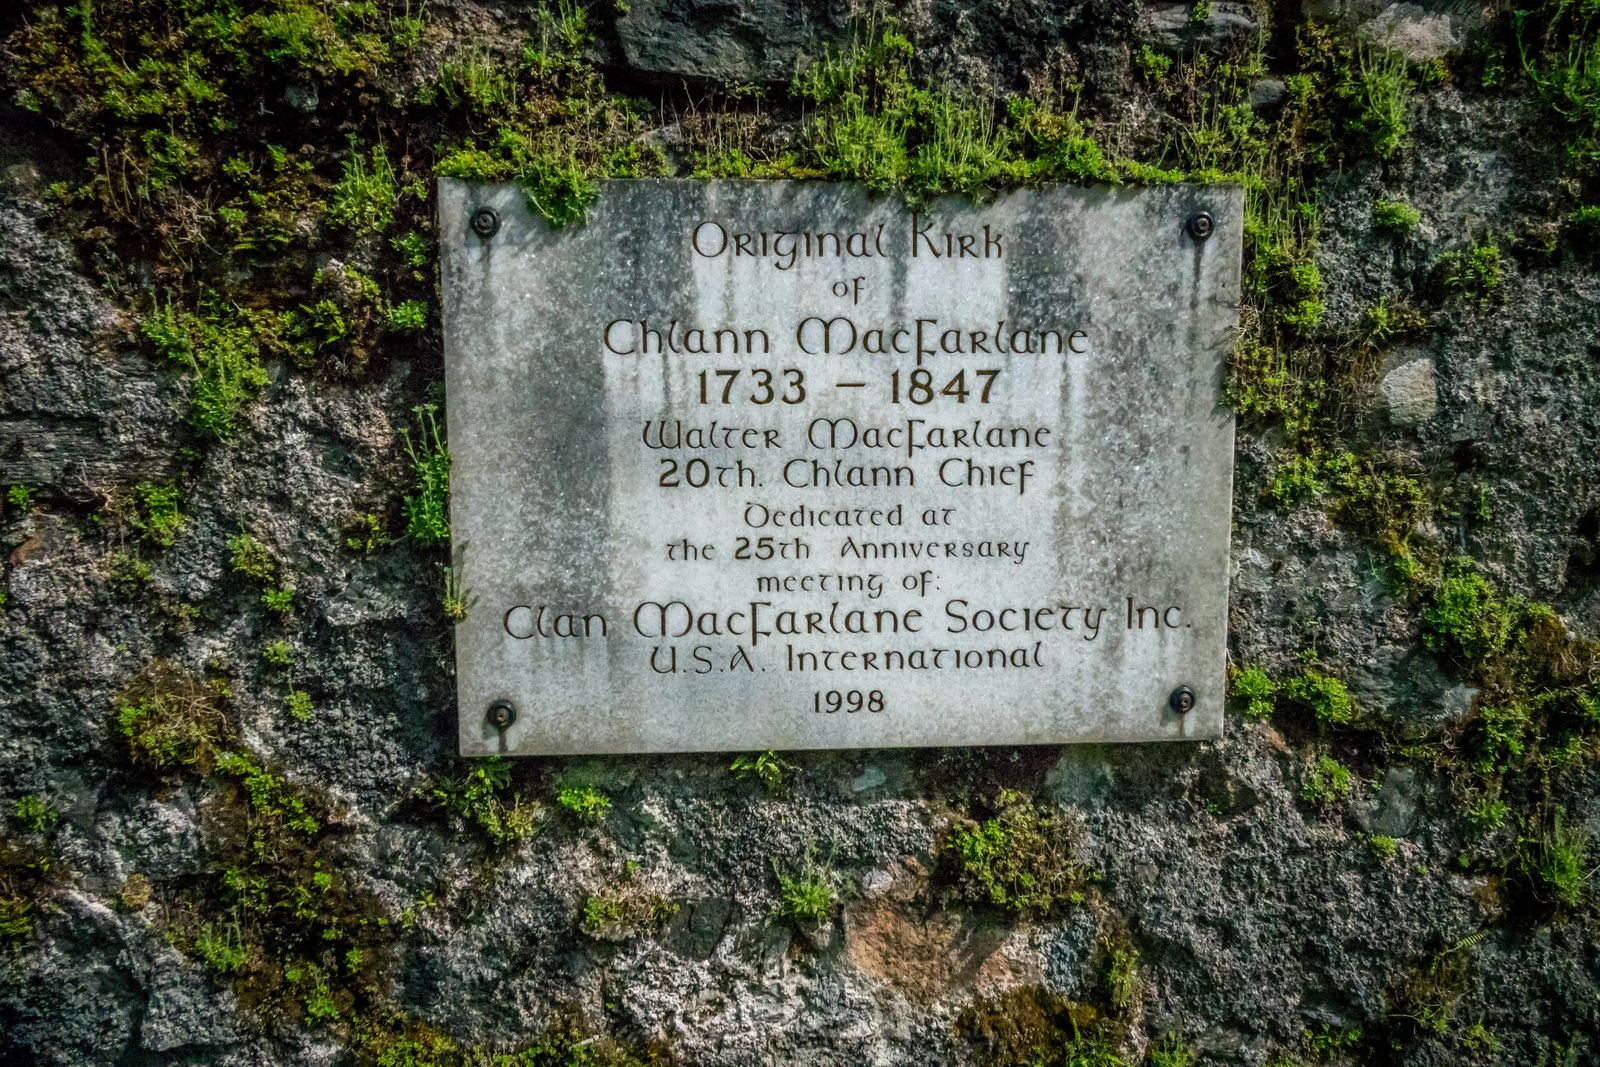 Original Kirk
of
Chlann MacFarlane
1733 – 1847
Walter MacFarlane
20th. Chlann Chief
Dedicated at
the 25th Anniversary
meeting of:
Clan MacFarlane Society Inc.
U.S.A. International
1998